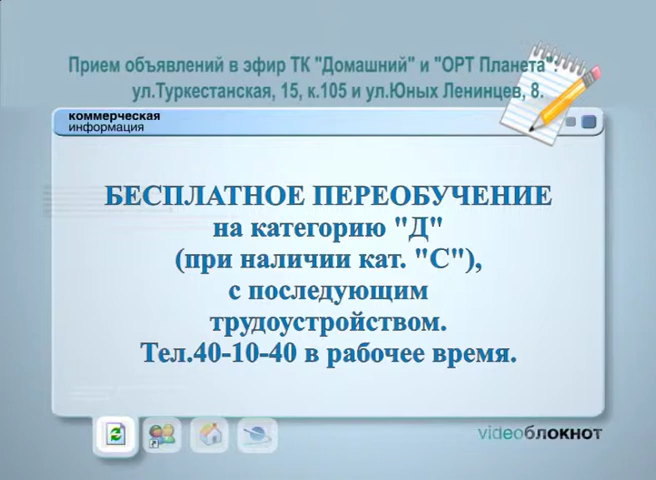 Прием объявлений в эфир ТК "Домашний" и "ОРТ Планета":
ул.Туркестанская, 15, к.105 и ул.Юных Ленинцев, 8.
коммерческая
информация
БЕСПЛАТНОЕ ПЕРЕОБУЧЕНИЕ
на категорию "Д"
(при наличии кат. "С"),
с последующим
трудоустройством.
Тел.40-10-40 в рабочее время.
videoблокнот